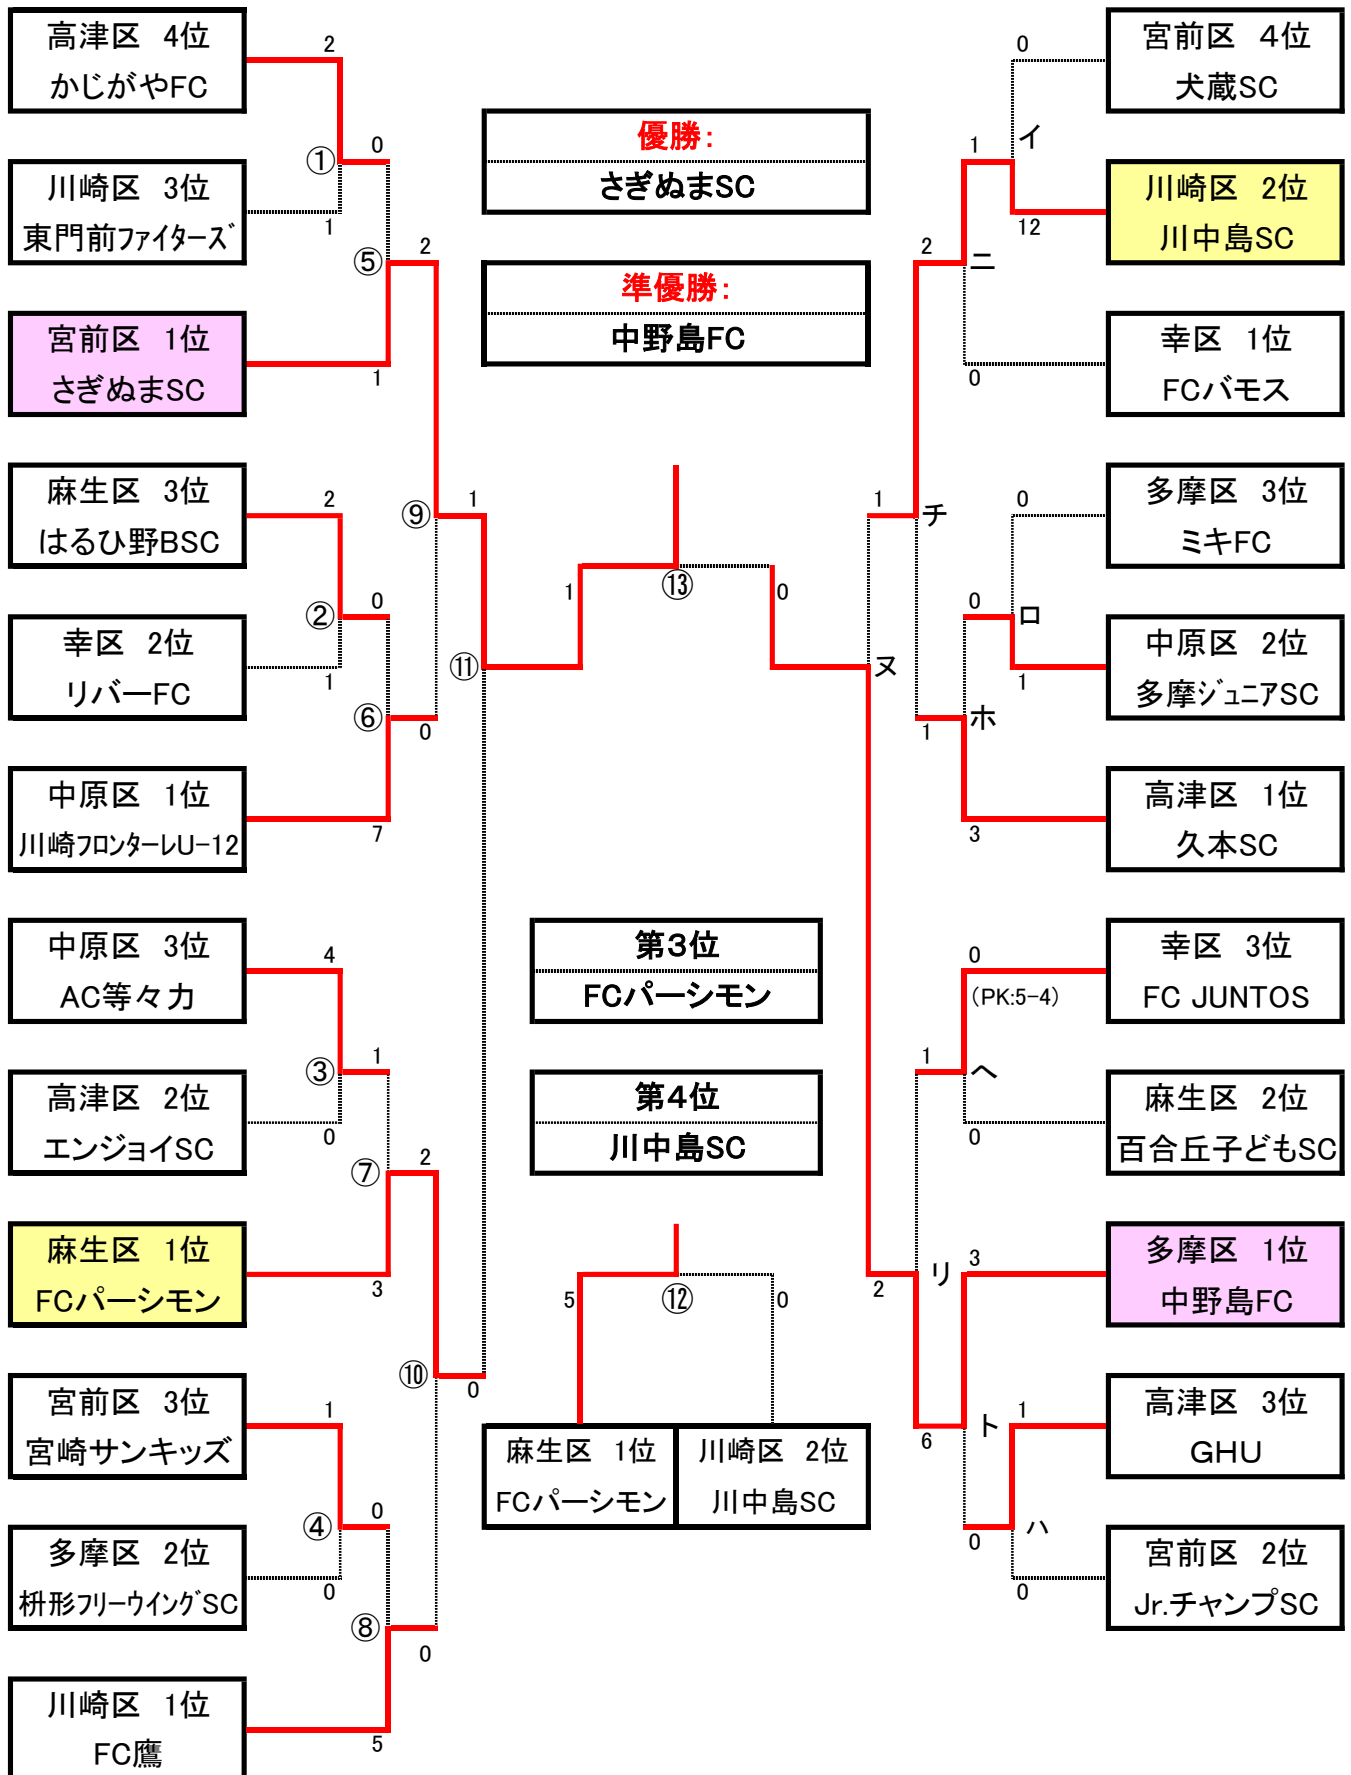 高津区 4位
かじがやFC
2
①
0
川崎区 3位
東門前ファイターズ
1
⑤
2
宮前区 1位
さぎぬまSC
1
麻生区 3位
はるひ野BSC
2
⑨
1
②
0
幸区 2位
リバーFC
1
⑪
⑥
0
中原区 1位
川崎フロンターレU-12
7
中原区 3位
AC等々力
4
③
1
高津区 2位
エンジョイSC
0
⑦
2
麻生区 1位
FCパーシモン
3
⑩
0
宮前区 3位
宮崎サンキッズ
1
④
0
多摩区 2位
枡形フリーウイングSC
0
⑧
0
川崎区 1位
FC鷹
5
優勝:
さぎぬまSC
準優勝:
中野島FC
1
⑬
0
第3位
FCパーシモン
第4位
川中島SC
5
⑫
0
麻生区 1位
FCパーシモン
川崎区 2位
川中島SC
宮前区 4位
犬蔵SC
0
イ
1
川崎区 2位
川中島SC
12
2
ニ
幸区 1位
FCバモス
0
多摩区 3位
ミキFC
0
1
チ
0
ロ
中原区 2位
多摩ジュニアSC
1
ヌ
1
ホ
高津区 1位
久本SC
3
幸区 3位
FC JUNTOS
0
(PK:5-4)
1
ヘ
麻生区 2位
百合丘子どもSC
0
多摩区 1位
中野島FC
3
リ
2
高津区 3位
GHU
1
ト
6
ハ
0
宮前区 2位
Jr.チャンプSC
0